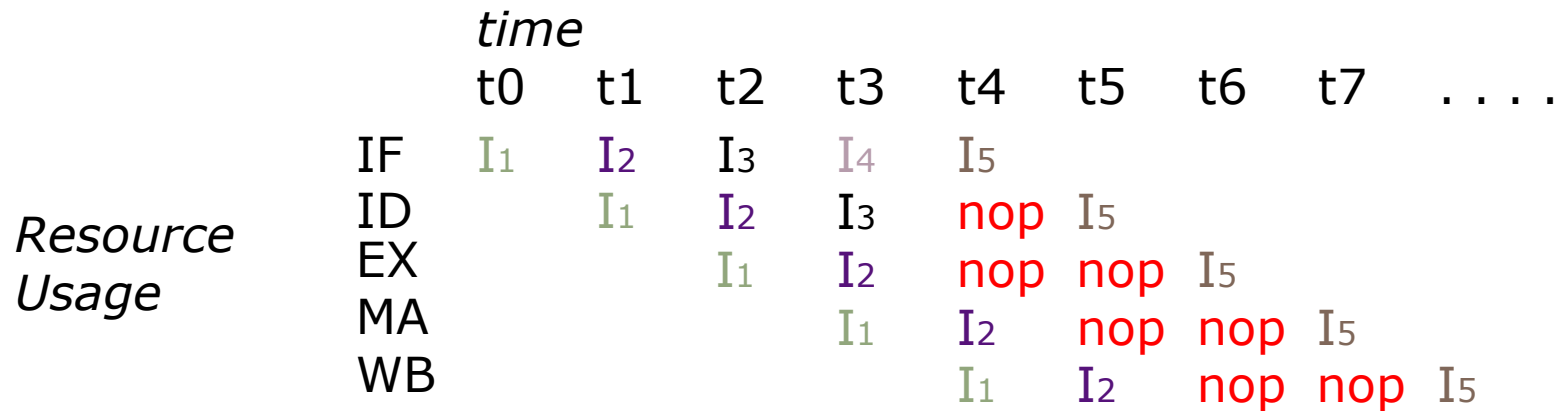 time
t0 t1 t2 t3 t4 t5 t6 t7 . . . .
IF I1 I2 I3 I4 I5
ID I1 I2 I3 nop I5
Resource
Usage
EX I1 I2 nop nop I5
MA I1 I2 nop nop I5
WB I1 I2 nop nop I5